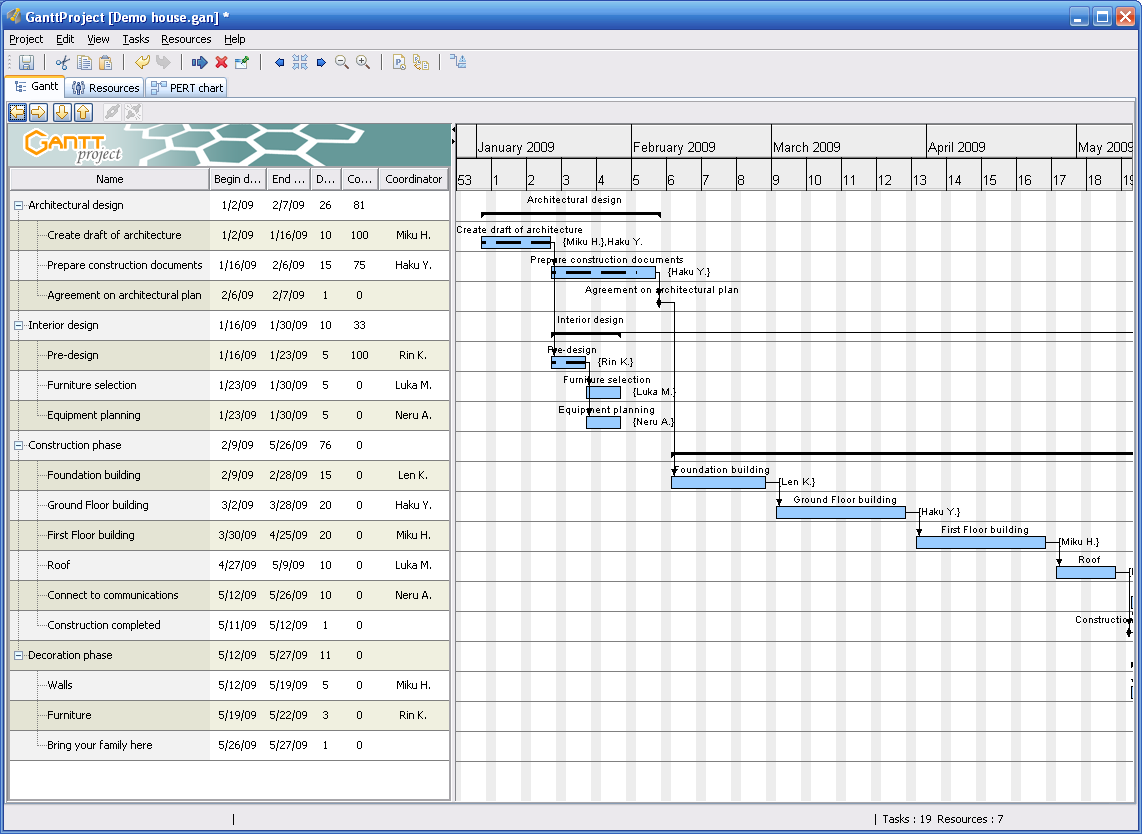 GanttProject [Demo house.gan] *
Project Edit View Tasks Resources Help
Gantt Resources PERT chart
GANTT project
January 2009 February 2009 March 2009 April 2009 May 2009
Name Begin d... End ... D... Co... Coordinator
53 1 2 3 4 5 6 7 8 9 10 11 12 13 14 15 16 17 18 19
Architectural design 1/2/09 2/7/09 26 81
Architectural design
Create draft of architecture 1/2/09 1/16/09 10 100 Miku H.
Create draft of architecture
{Miku H.},Haku Y.
Prepare construction documents 1/16/09 2/6/09 15 75 Haku Y.
Prepare construction documents
{Haku Y.}
Agreement on architectural plan 2/6/09 2/7/09 1 0
Agreement on architectural plan
Interior design 1/16/09 1/30/09 10 33
Interior design
Pre-design 1/16/09 1/23/09 5 100 Rin K.
Pre-design
{Rin K.}
Furniture selection 1/23/09 1/30/09 5 0 Luka M.
Furniture selection
{Luka M.}
Equipment planning 1/23/09 1/30/09 5 0 Neru A.
Equipment planning
{Neru A.}
Construction phase 2/9/09 5/26/09 76 0
Foundation building 2/9/09 2/28/09 15 0 Len K.
Foundation building
{Len K.}
Ground Floor building 3/2/09 3/28/09 20 0 Haku Y.
Ground Floor building
{Haku Y.}
First Floor building 3/30/09 4/25/09 20 0 Miku H.
First Floor building
{Miku H.}
Roof 4/27/09 5/9/09 10 0 Luka M.
Roof
Connect to communications 5/12/09 5/26/09 10 0 Neru A.
Construction completed 5/11/09 5/12/09 1 0
Construction
Decoration phase 5/12/09 5/27/09 11 0
Walls 5/12/09 5/19/09 5 0 Miku H.
Furniture 5/19/09 5/22/09 3 0 Rin K.
Bring your family here 5/26/09 5/27/09 1 0
Tasks : 19 Resources : 7